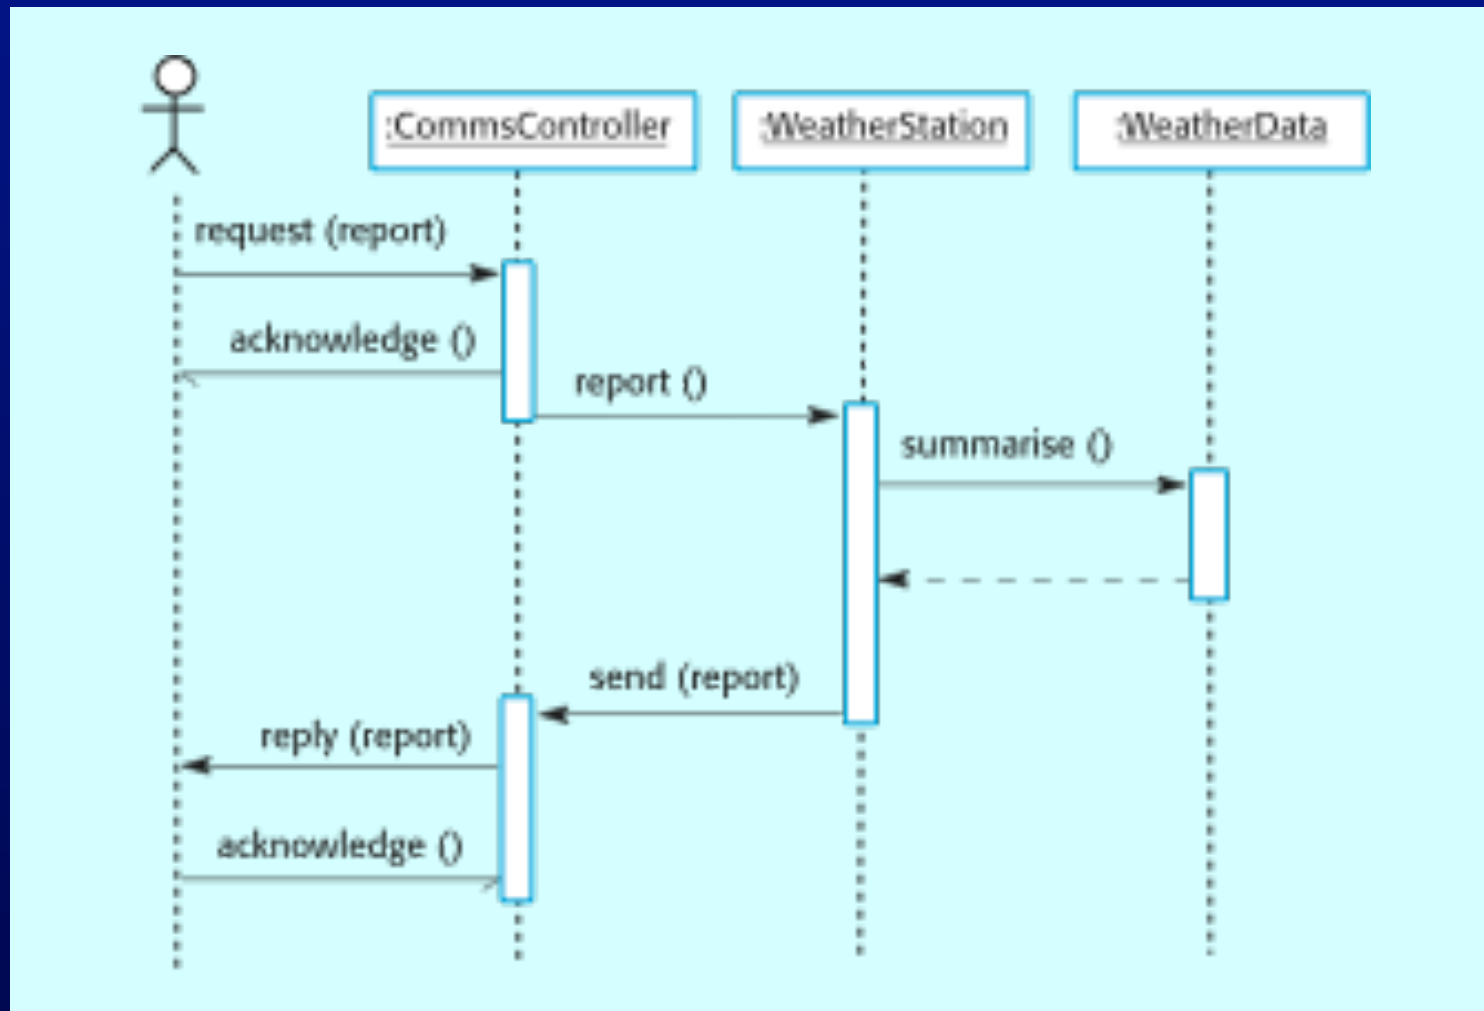 :CommsController
:WeatherStation
:WeatherData
request (report)
acknowledge ()
report ()
summarise ()
send (report)
reply (report)
acknowledge ()